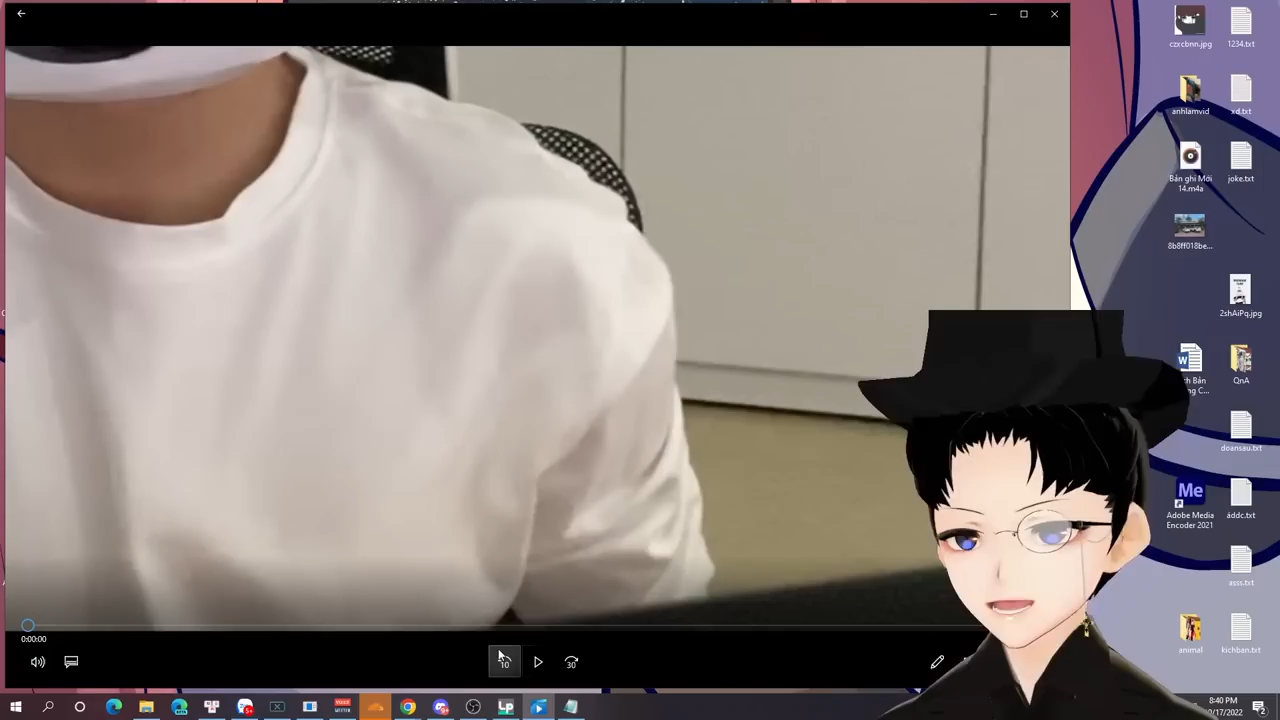 czxcbnn.jpg
1234.txt
anhlamvid
xd.txt
Bản ghi Mới
14.m4a
joke.txt
8b8ff018be...
2shAiPq.jpg
QnA
doansau.txt
Me
Adobe Media
Encoder 2021
áddc.txt
asss.txt
animal
kichban.txt
0:00:00
10
30
8:40 PM